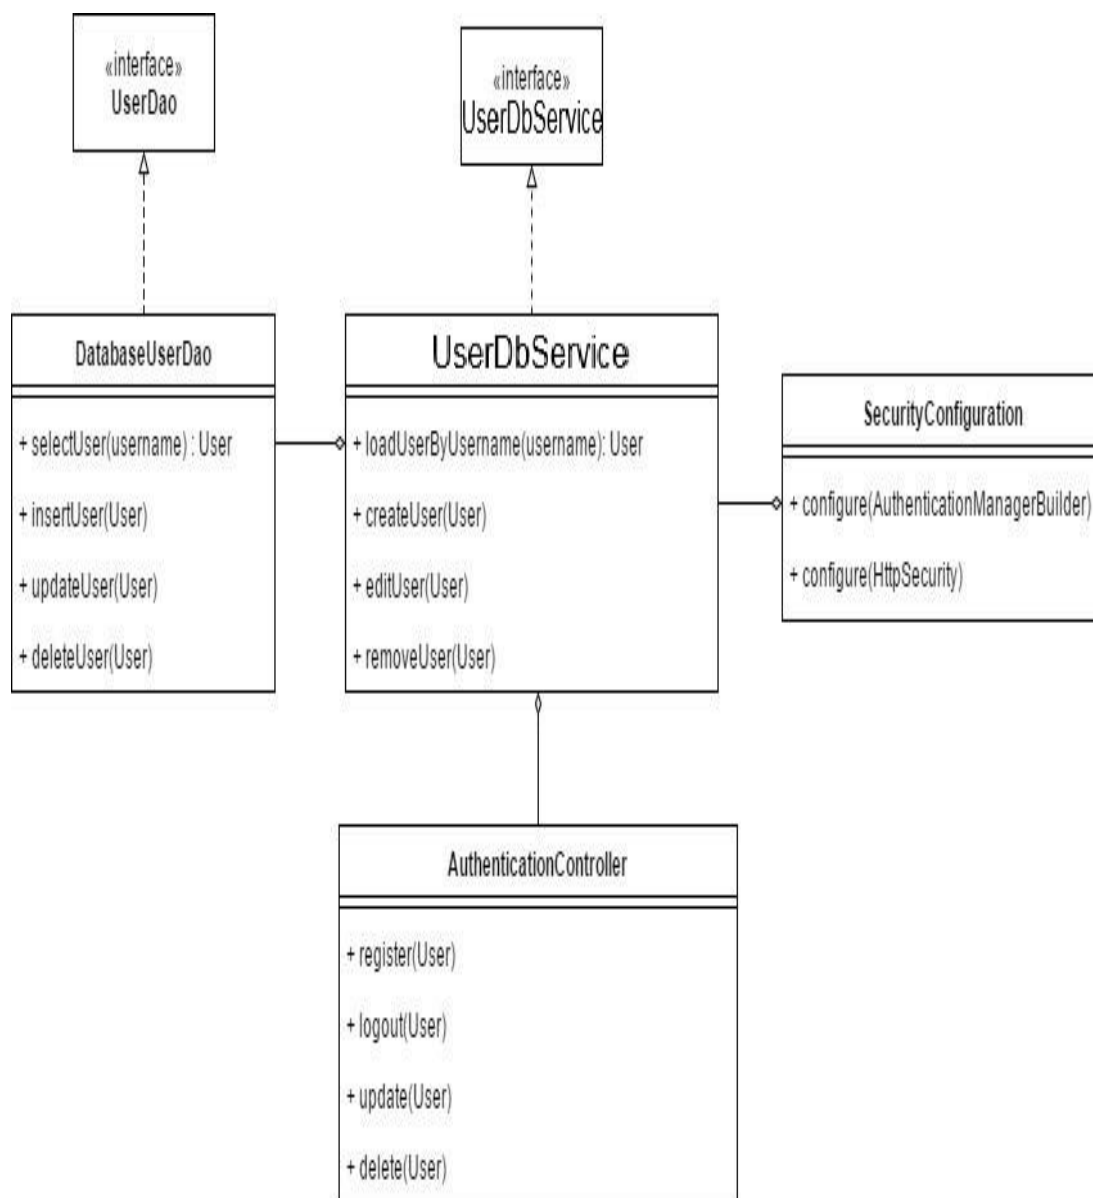 «interface»
UserDao
«interface»
UserDbService
DatabaseUserDao
+ selectUser(username) : User
+ insertUser(User)
+ updateUser(User)
+ deleteUser(User)
UserDbService
+ loadUserByUsername(username): User
+ createUser(User)
+ editUser(User)
+ removeUser(User)
SecurityConfiguration
+ configure(AuthenticationManagerBuilder)
+ configure(HttpSecurity)
AuthenticationController
+ register(User)
+ logout(User)
+ update(User)
+ delete(User)